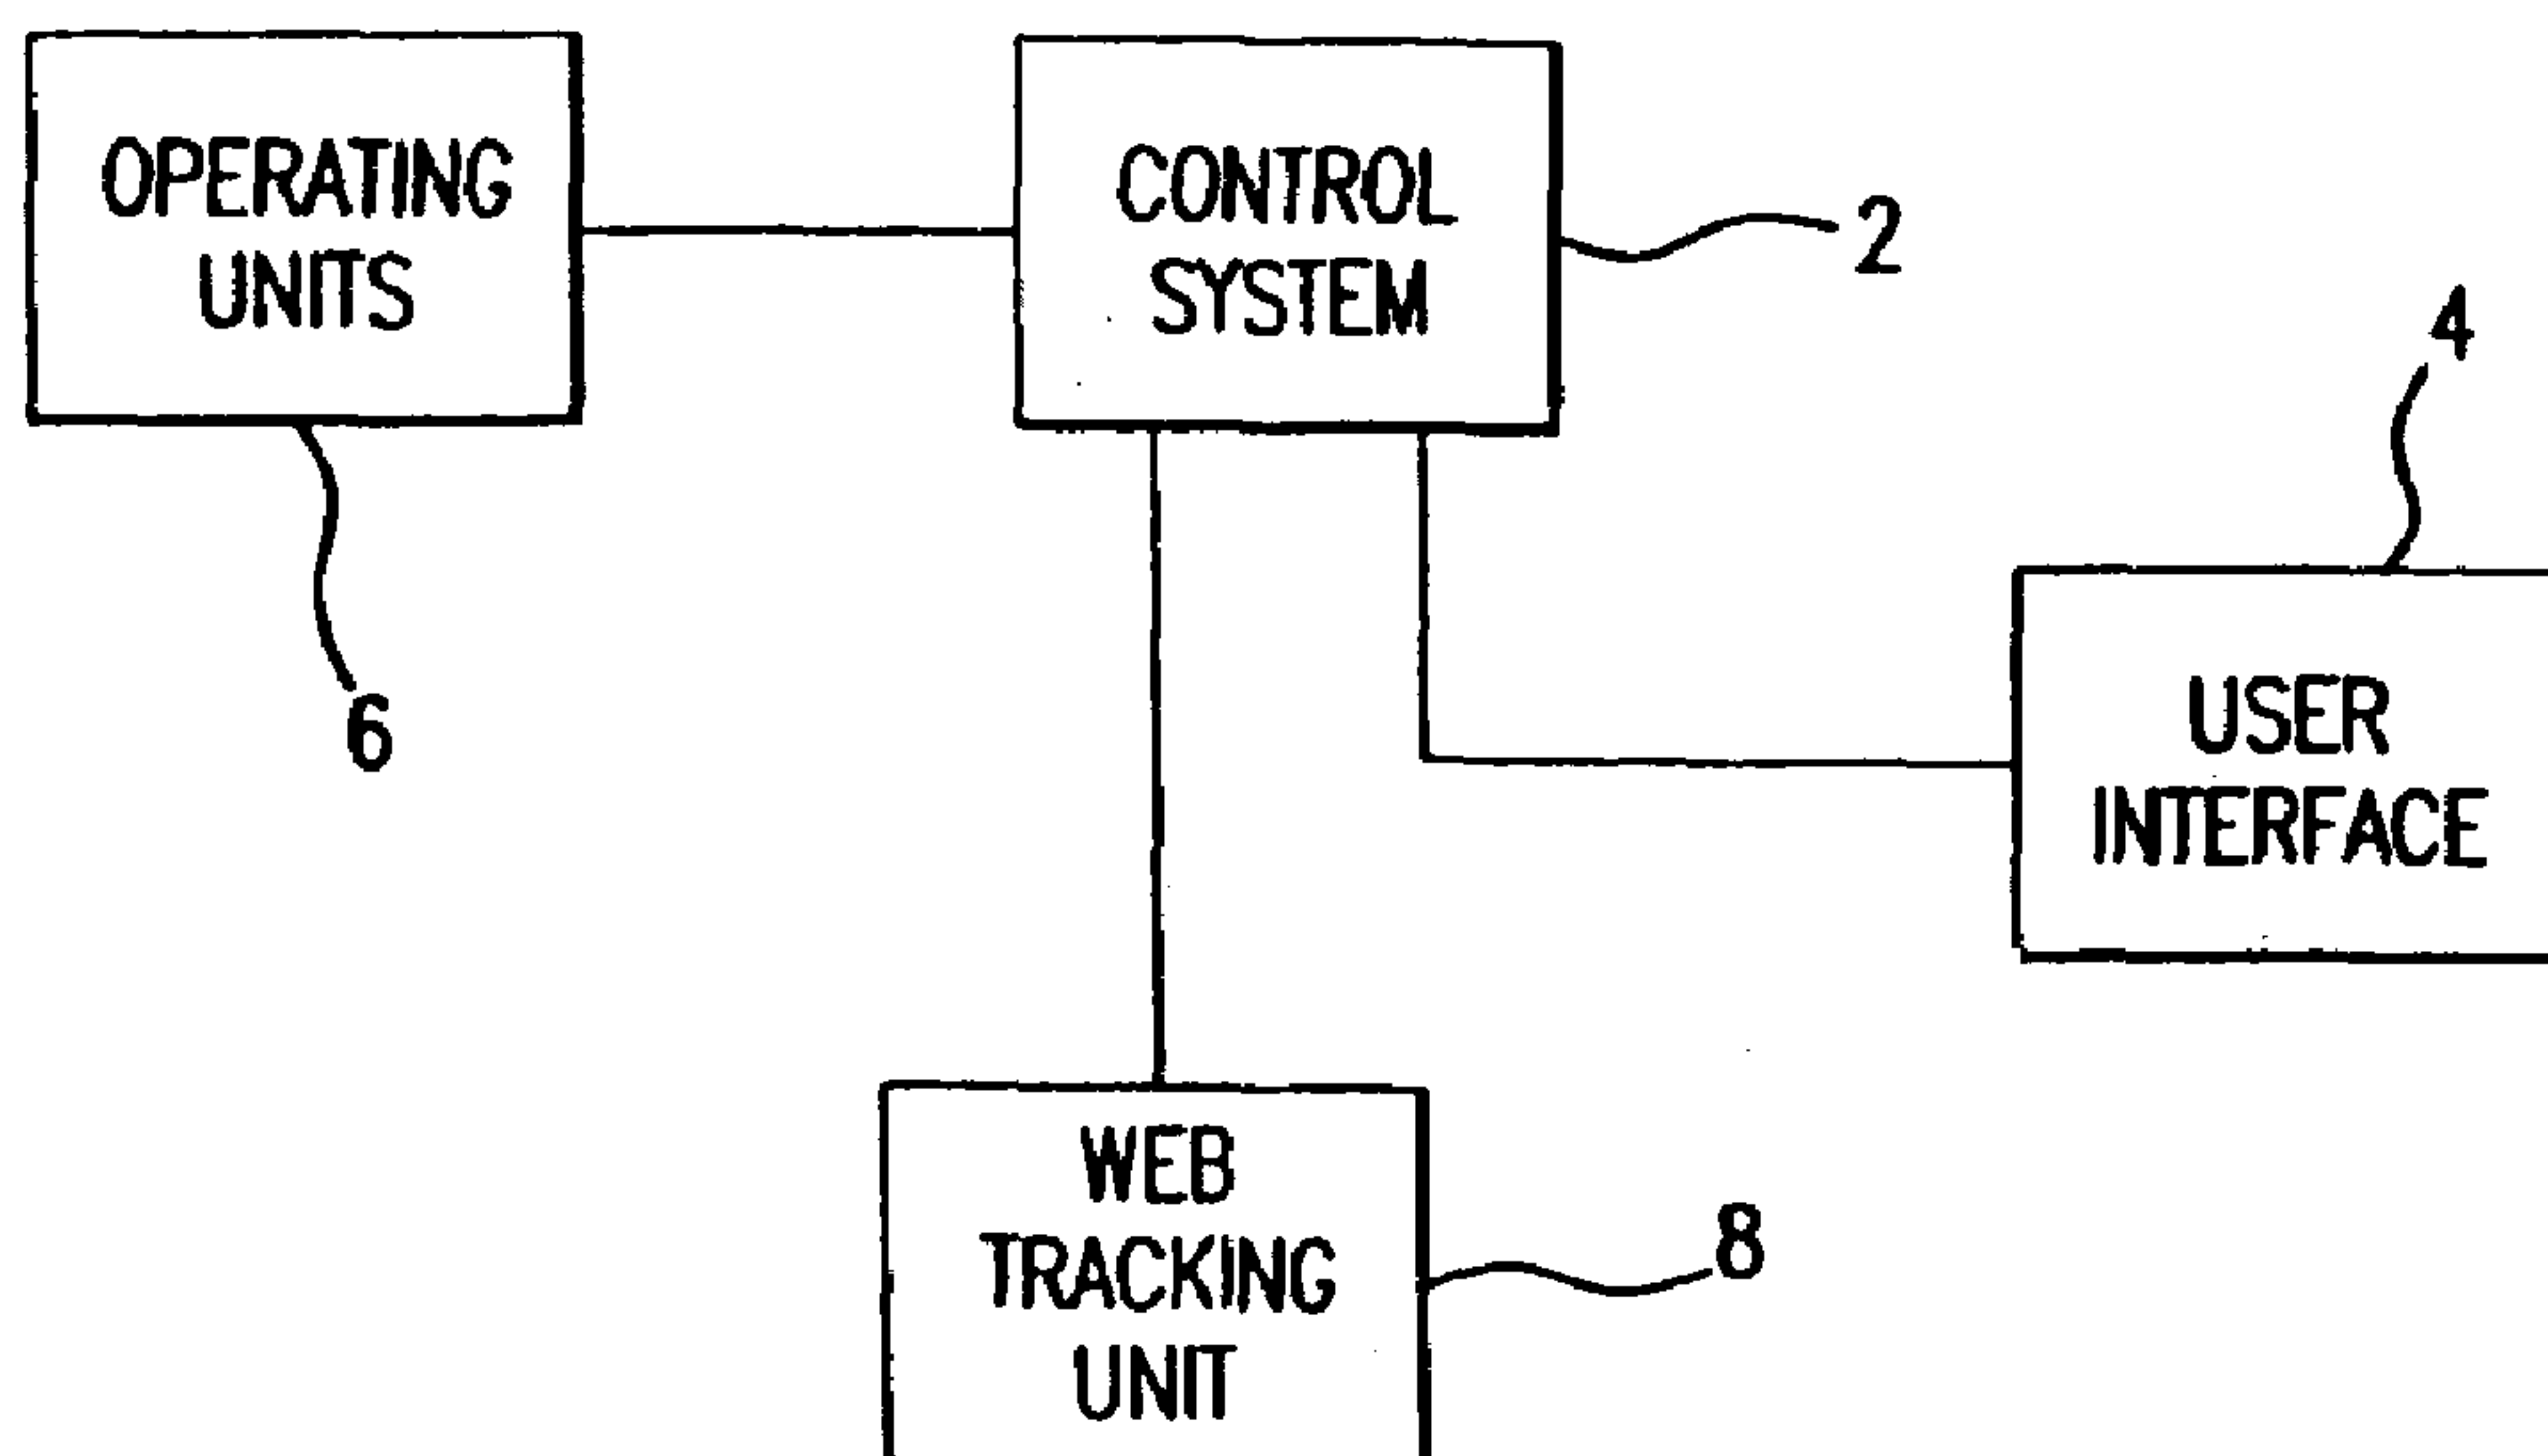 OPERATING
UNITS
6
CONTROL
SYSTEM
2
4
USER
INTERFACE
WEB
TRACKING
UNIT
8